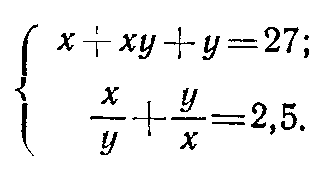 x + xy + y = 27;
x/y + y/x = 2,5.